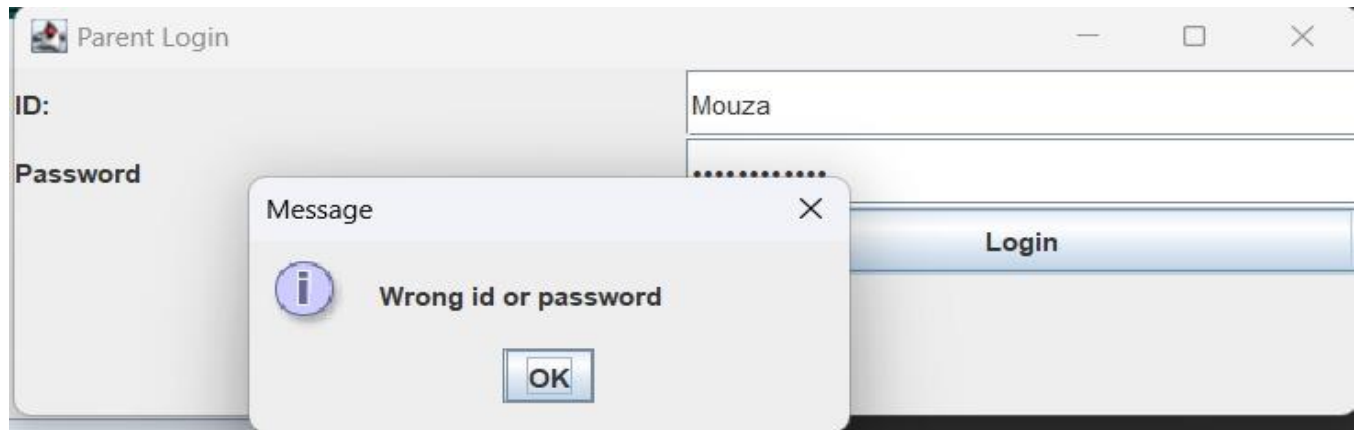 Parent Login
ID:
Mouza
Password
••••••••••••
Login
Message
i
Wrong id or password
OK